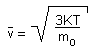 v̅ = √(3KT / m₀)